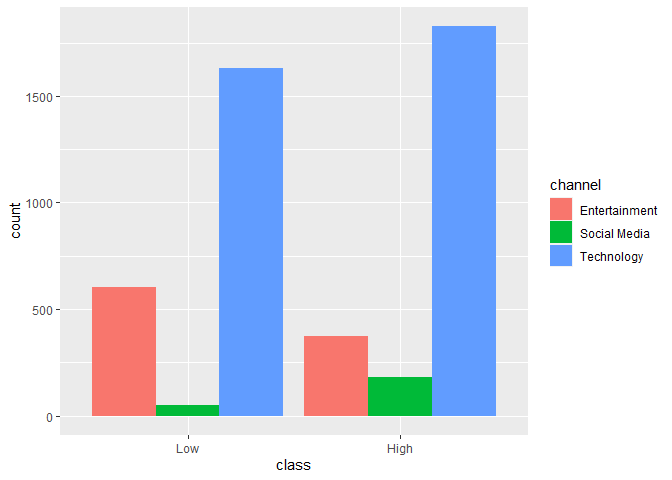 1500
1000
500
0
count
Low
High
class
channel
Entertainment
Social Media
Technology